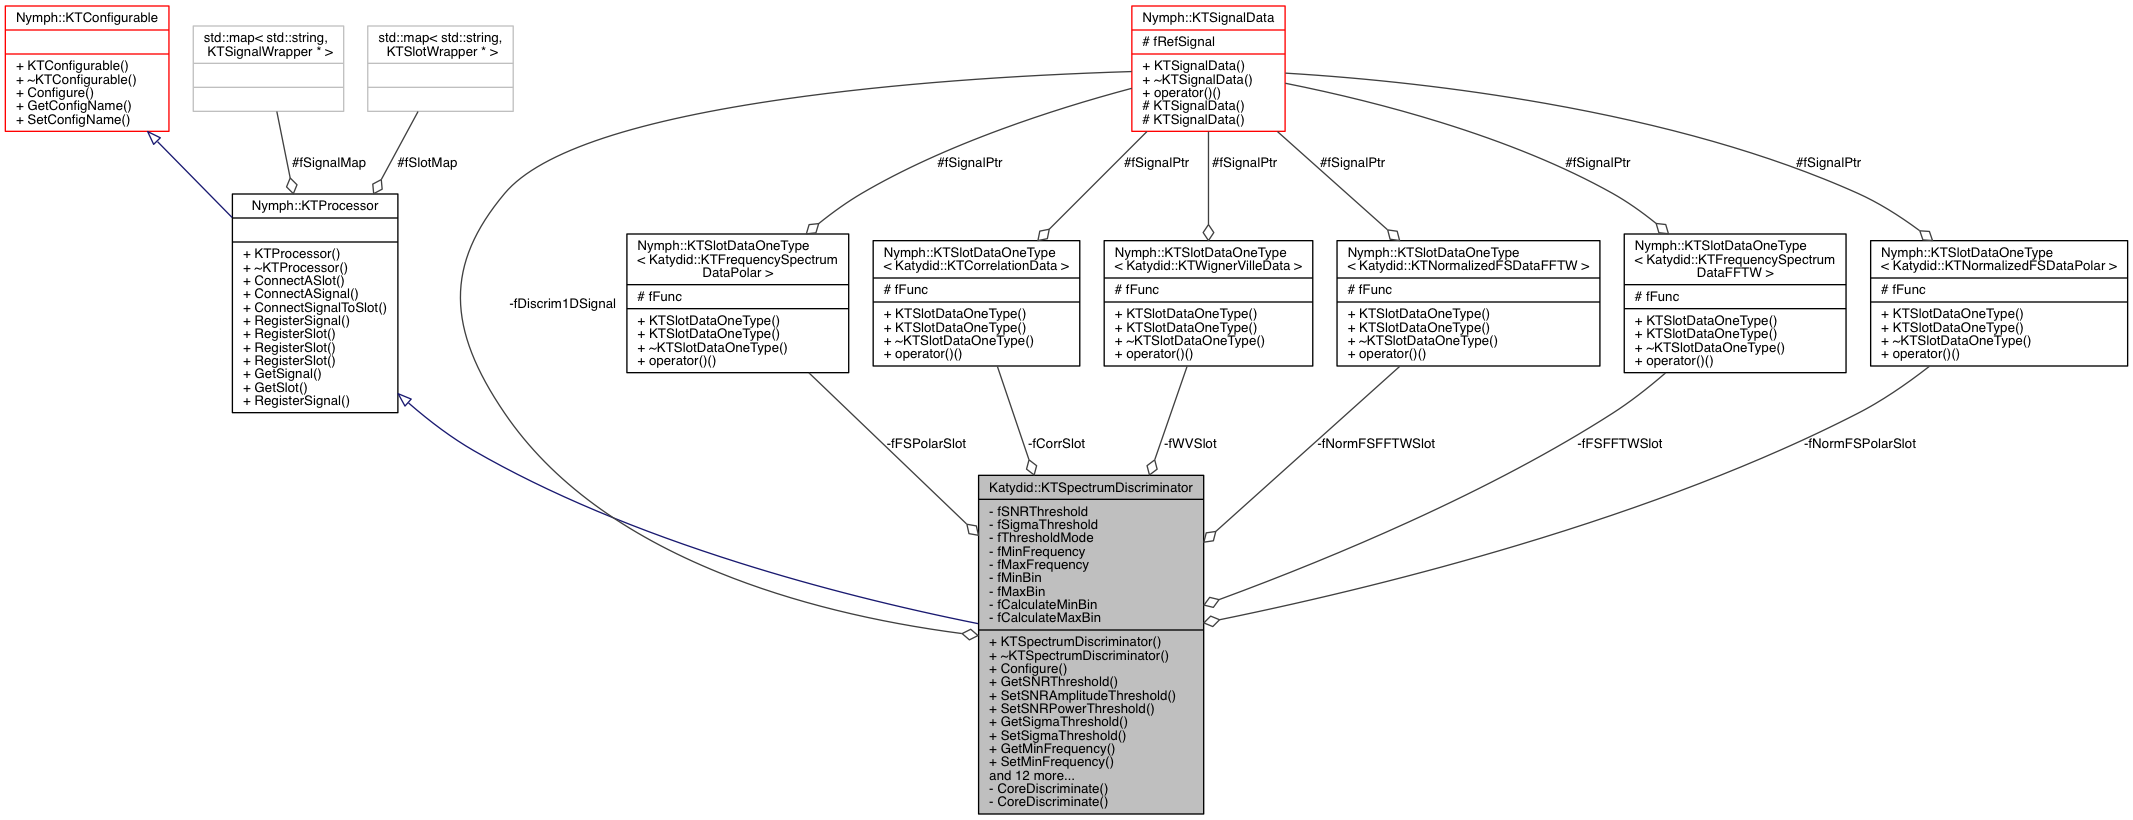 Nymph::KTConfigurable
+ KTConfigurable()
+ ~KTConfigurable()
+ Configure()
+ GetConfigName()
+ SetConfigName()
std::map< std::string,
KTSignalWrapper * >
std::map< std::string,
KTSlotWrapper * >
Nymph::KTSignalData
# fRefSignal
+ KTSignalData()
+ ~KTSignalData()
+ operator()()
# KTSignalData()
# KTSignalData()
#fSignalMap
#fSlotMap
#fSignalPtr
#fSignalPtr
#fSignalPtr
#fSignalPtr
#fSignalPtr
#fSignalPtr
Nymph::KTProcessor
+ KTProcessor()
+ ~KTProcessor()
+ ConnectASlot()
+ ConnectASignal()
+ ConnectSignalToSlot()
+ RegisterSignal()
+ RegisterSlot()
+ RegisterSlot()
+ RegisterSlot()
+ GetSignal()
+ GetSlot()
+ RegisterSignal()
-fDiscrim1DSignal
Nymph::KTSlotDataOneType
< Katydid::KTFrequencySpectrum
DataPolar >
# fFunc
+ KTSlotDataOneType()
+ KTSlotDataOneType()
+ ~KTSlotDataOneType()
+ operator()()
Nymph::KTSlotDataOneType
< Katydid::KTCorrelationData >
# fFunc
+ KTSlotDataOneType()
+ KTSlotDataOneType()
+ ~KTSlotDataOneType()
+ operator()()
Nymph::KTSlotDataOneType
< Katydid::KTWignerVilleData >
# fFunc
+ KTSlotDataOneType()
+ KTSlotDataOneType()
+ ~KTSlotDataOneType()
+ operator()()
Nymph::KTSlotDataOneType
< Katydid::KTNormalizedFSDataFFTW >
# fFunc
+ KTSlotDataOneType()
+ KTSlotDataOneType()
+ ~KTSlotDataOneType()
+ operator()()
Nymph::KTSlotDataOneType
< Katydid::KTFrequencySpectrum
DataFFTW >
# fFunc
+ KTSlotDataOneType()
+ KTSlotDataOneType()
+ ~KTSlotDataOneType()
+ operator()()
Nymph::KTSlotDataOneType
< Katydid::KTNormalizedFSDataPolar >
# fFunc
+ KTSlotDataOneType()
+ KTSlotDataOneType()
+ ~KTSlotDataOneType()
+ operator()()
-fFSPolarSlot
-fCorrSlot
-fWVSlot
-fNormFSFFTWSlot
-fFSFFTWSlot
-fNormFSPolarSlot
Katydid::KTSpectrumDiscriminator
- fSNRThreshold
- fSigmaThreshold
- fThresholdMode
- fMinFrequency
- fMaxFrequency
- fMinBin
- fMaxBin
- fCalculateMinBin
- fCalculateMaxBin
+ KTSpectrumDiscriminator()
+ ~KTSpectrumDiscriminator()
+ Configure()
+ GetSNRThreshold()
+ SetSNRAmplitudeThreshold()
+ SetSNRPowerThreshold()
+ GetSigmaThreshold()
+ SetSigmaThreshold()
+ GetMinFrequency()
+ SetMinFrequency()
and 12 more...
- CoreDiscriminate()
- CoreDiscriminate()